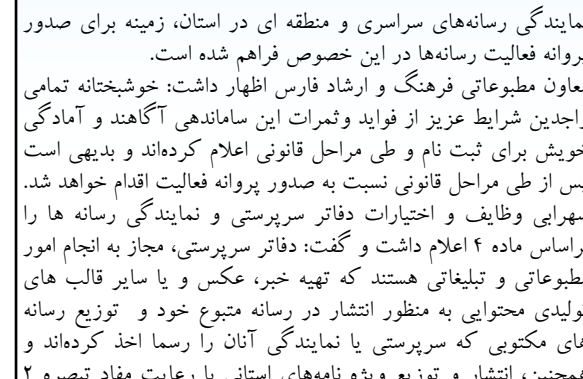 نمایندگی رسانه‌های سراسری و منطقه ای در استان، زمینه برای صدور
پروانه فعالیت رسانه‌ها در این خصوص فراهم شده است.
معاون مطبوعاتی فرهنگ و ارشاد فارس اظهار داشت: خوشبختانه تمامی
واجدین شرایط عزیز از فواید وثمرات این ساماندهی آگاهند و آمادگی
خویش برای ثبت نام و طی مراحل قانونی اعلام کرده‌اند و بدیهی است
پس از طی مراحل قانونی نسبت به صدور پروانه فعالیت اقدام خواهد شد.
سهرابی وظایف و اختیارات دفاتر سرپرستی و نمایندگی رسانه ها را
براساس ماده ۴ اعلام داشت و گفت: دفاتر سرپرستی، مجاز به انجام امور
مطبوعاتی و تبلیغاتی هستند که تهیه خبر، عکس و یا سایر قالب های
تولیدی محتوایی به منظور انتشار در رسانه متبوع خود و توزیع رسانه
های مکتوبی که سرپرستی یا نمایندگی آنان را رسما اخذ کرده‌اند و
همچنین، انتشار و توزیع ویژه نامه‌های استانی با رعایت مفاد تبصره ۲